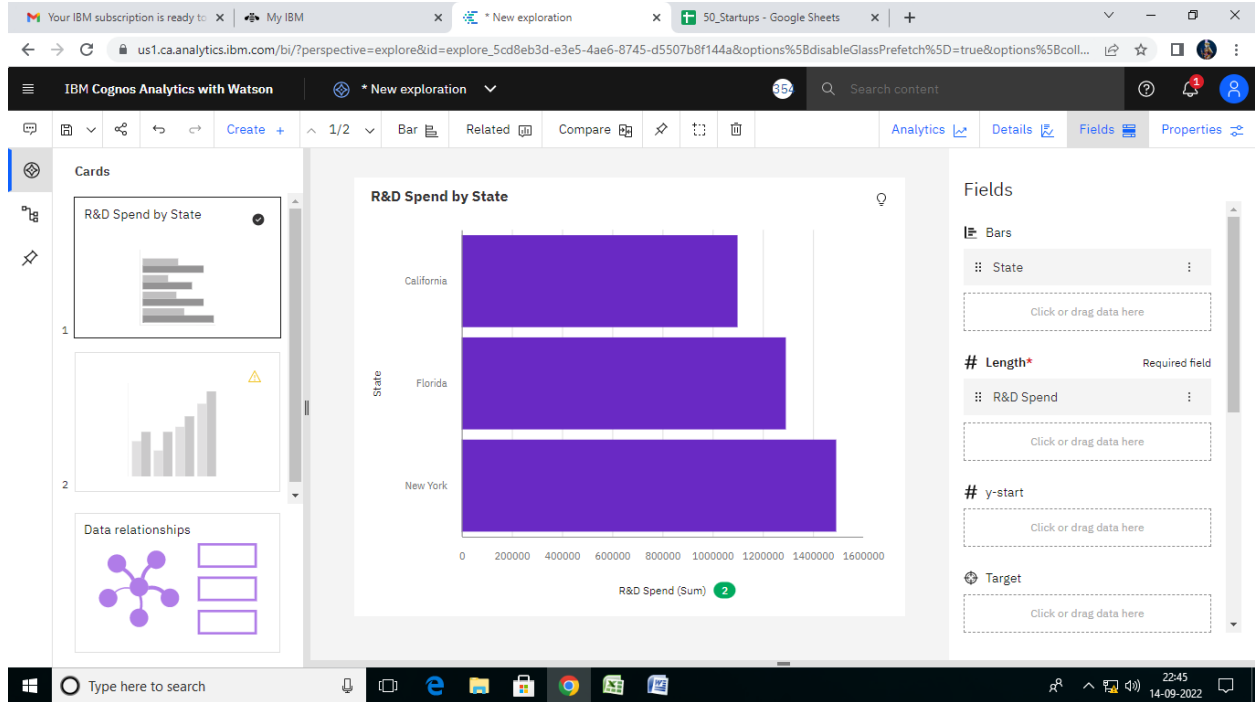 Your IBM subscription is ready to
My IBM
* New exploration
50_Startups - Google Sheets
us1.ca.analytics.ibm.com/bi/?perspective=explore&id=explore_5cd8eb3d-e3e5-4ae6-8745-d5507b8f144a&options%5BdisableGlassPrefetch%5D=true&options%5Bcoll...
IBM Cognos Analytics with Watson
* New exploration
354
Search content
1
Create +
1/2
Bar
Related
Compare
Analytics
Details
Fields
Properties
Cards
R&D Spend by State
1
2
Data relationships
R&D Spend by State
State
California
Florida
New York
0 200000 400000 600000 800000 1000000 1200000 1400000 1600000
R&D Spend (Sum) 2
Fields
Bars
State
Click or drag data here
# Length* Required field
R&D Spend
Click or drag data here
# y-start
Click or drag data here
Target
Click or drag data here
Type here to search
22:45
14-09-2022